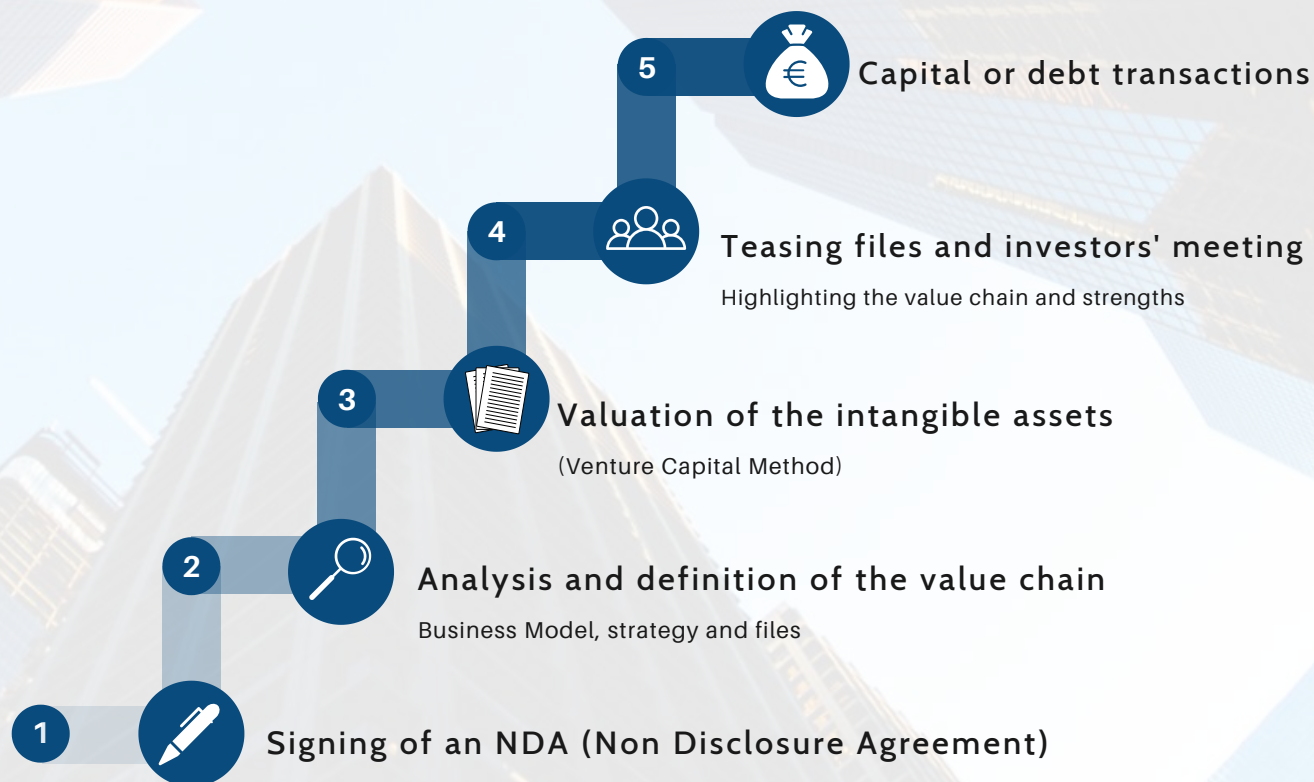 5
€
Capital or debt transactions
4
Teasing files and investors' meeting
Highlighting the value chain and strengths
3
Valuation of the intangible assets
(Venture Capital Method)
2
Analysis and definition of the value chain
Business Model, strategy and files
1
Signing of an NDA (Non Disclosure Agreement)